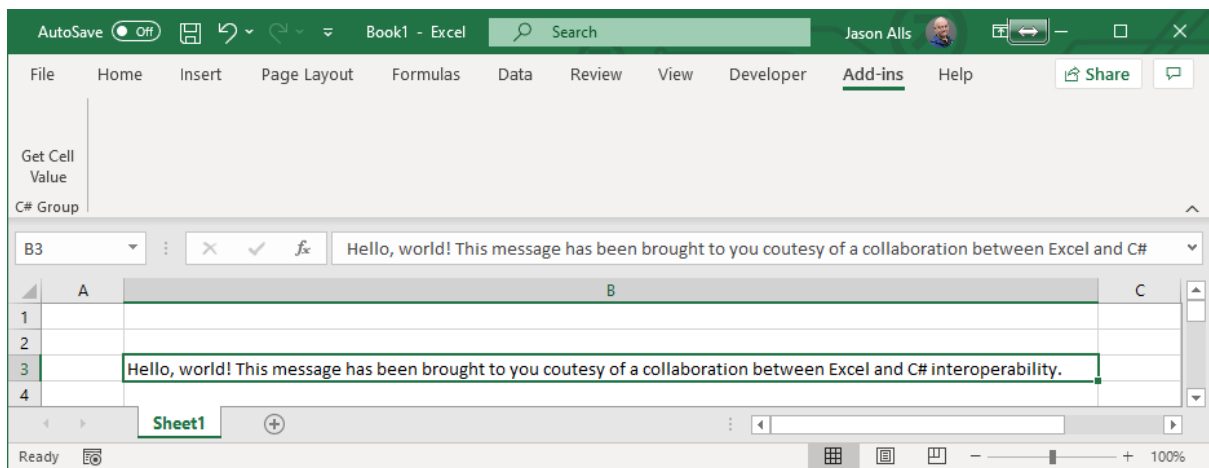 AutoSave Off Book1 - Excel Search Jason Alls
File Home Insert Page Layout Formulas Data Review View Developer Add-ins Help Share
Get Cell
Value
C# Group
B3 fx Hello, world! This message has been brought to you coutesy of a collaboration between Excel and C#
A B C
1
2
3 Hello, world! This message has been brought to you coutesy of a collaboration between Excel and C# interoperability.
4
Sheet1
Ready 100%